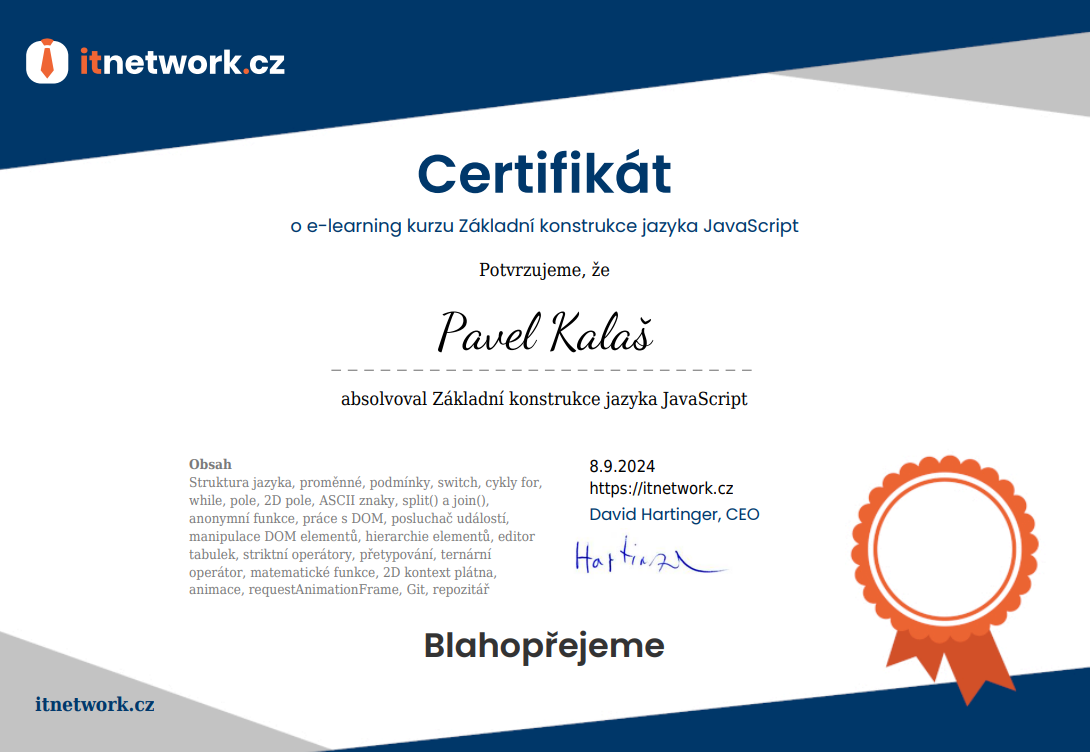 itnetwork.cz
Certifikát
o e-learning kurzu Základní konstrukce jazyka JavaScript
Potvrzujeme, že
Pavel Kalaš
absolvoval Základní konstrukce jazyka JavaScript
Obsah
Struktura jazyka, proměnné, podmínky, switch, cykly for,
while, pole, 2D pole, ASCII znaky, split() a join(),
anonymní funkce, práce s DOM, posluchač událostí,
manipulace DOM elementů, hierarchie elementů, editor
tabulek, striktní operátory, přetypování, ternární
operátor, matematické funkce, 2D kontext plátna,
animace, requestAnimationFrame, Git, repozitář
8.9.2024
https://itnetwork.cz
David Hartinger, CEO
Blahopřejeme
itnetwork.cz